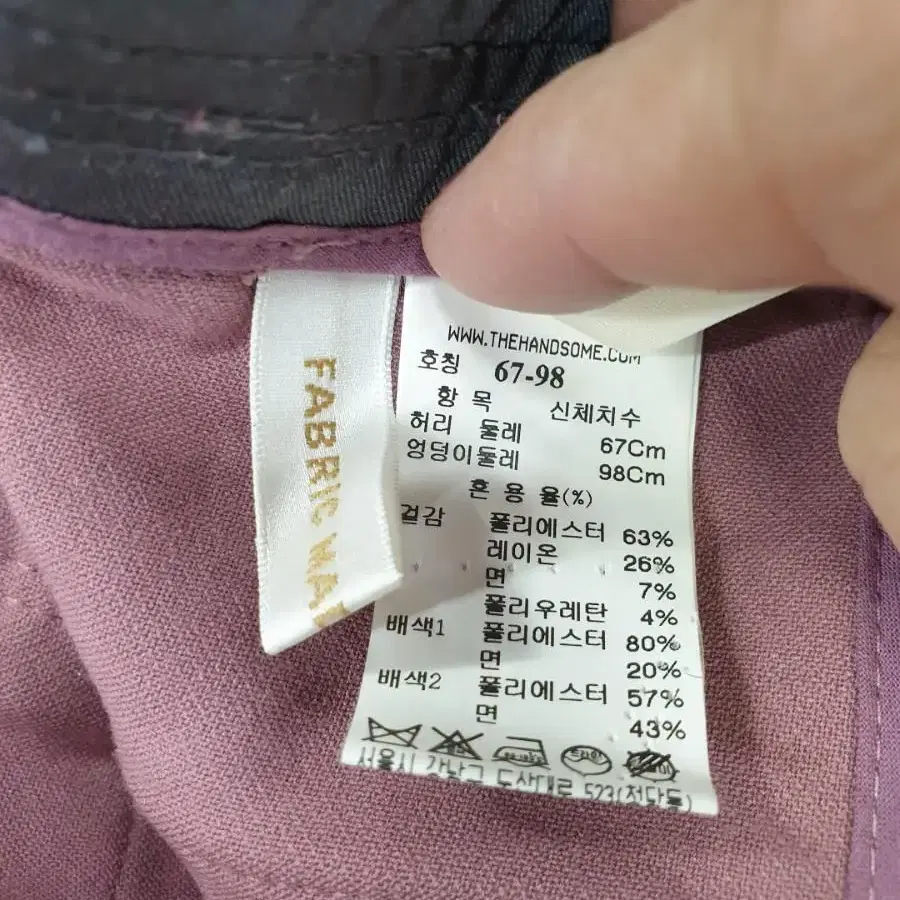 FABRIC MA
WWW.THEHANDSOME.COM
호칭 67-98
항 목 신체치수
허리 둘레 67Cm
엉덩이둘레 98Cm
혼 용 율(%)
겉감 폴리에스터 63%
레이온 26%
면 7%
폴리우레탄 4%
배색1 폴리에스터 80%
면 20%
배색2 폴리에스터 57%
면 43%
드라이
서울시 강남구 도산대로 523(청담동)